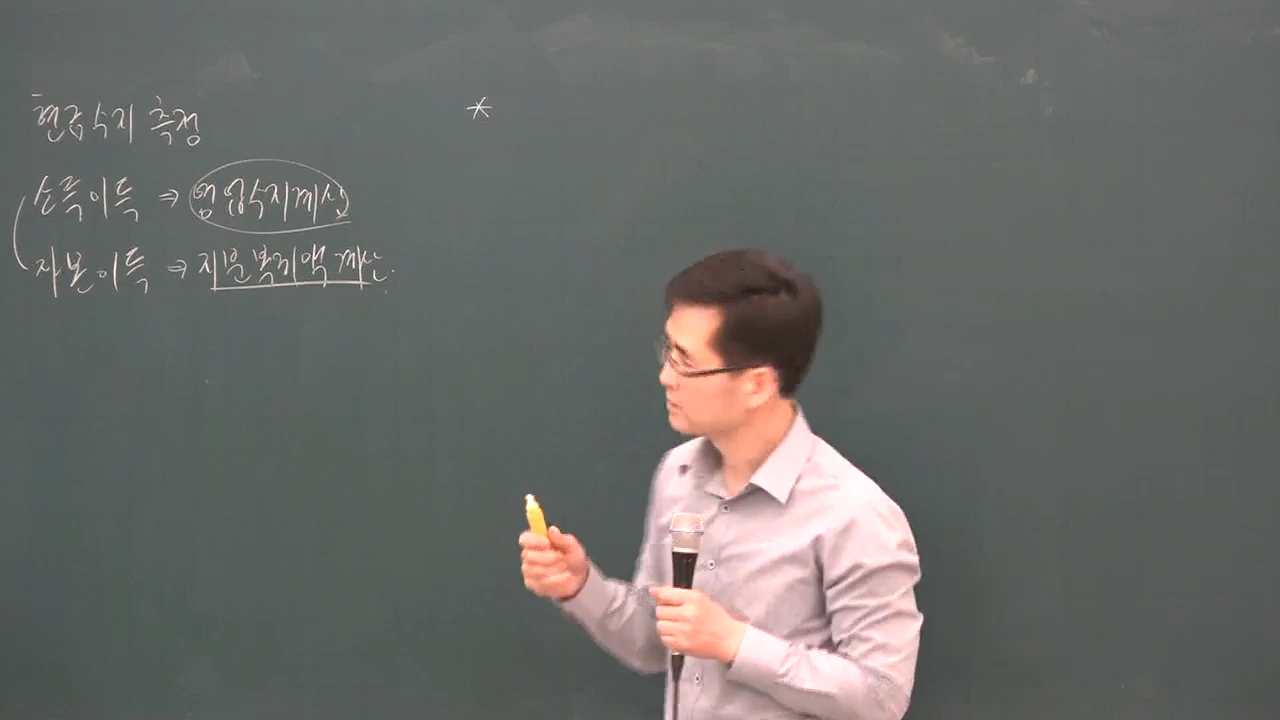 현금수지 측정
소득이득 ⇒ 영업수지계산
자본이득 ⇒ 지분복귀액 계산.
*